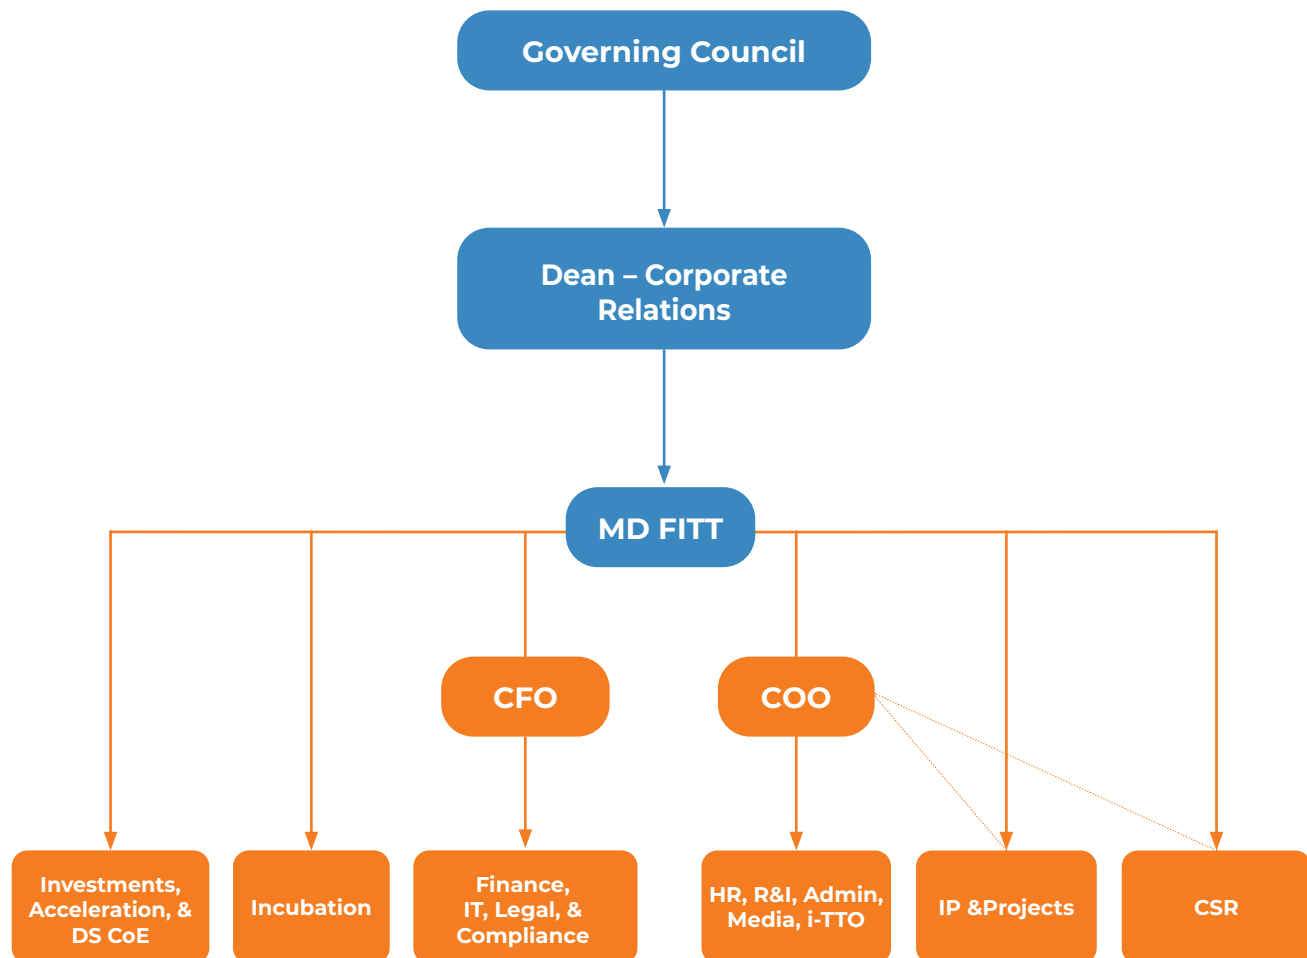 Governing Council
Dean – Corporate
Relations
MD FITT
CFO
COO
Investments,
Acceleration, &
DS CoE
Incubation
Finance,
IT, Legal, &
Compliance
HR, R&I, Admin,
Media, i-TTO
IP &Projects
CSR